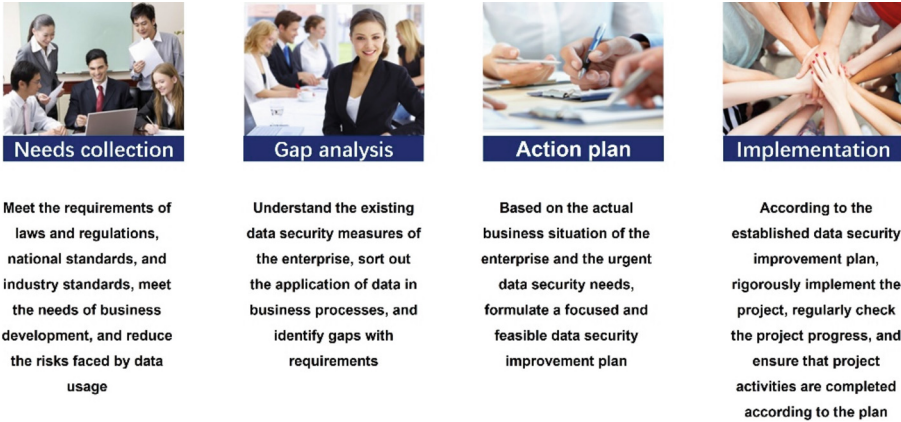 Needs collection
Meet the requirements of
laws and regulations,
national standards, and
industry standards, meet
the needs of business
development, and reduce
the risks faced by data
usage
Gap analysis
Understand the existing
data security measures of
the enterprise, sort out
the application of data in
business processes, and
identify gaps with
requirements
Action plan
Based on the actual
business situation of the
enterprise and the urgent
data security needs,
formulate a focused and
feasible data security
improvement plan
Implementation
According to the
established data security
improvement plan,
rigorously implement the
project, regularly check
the project progress, and
ensure that project
activities are completed
according to the plan